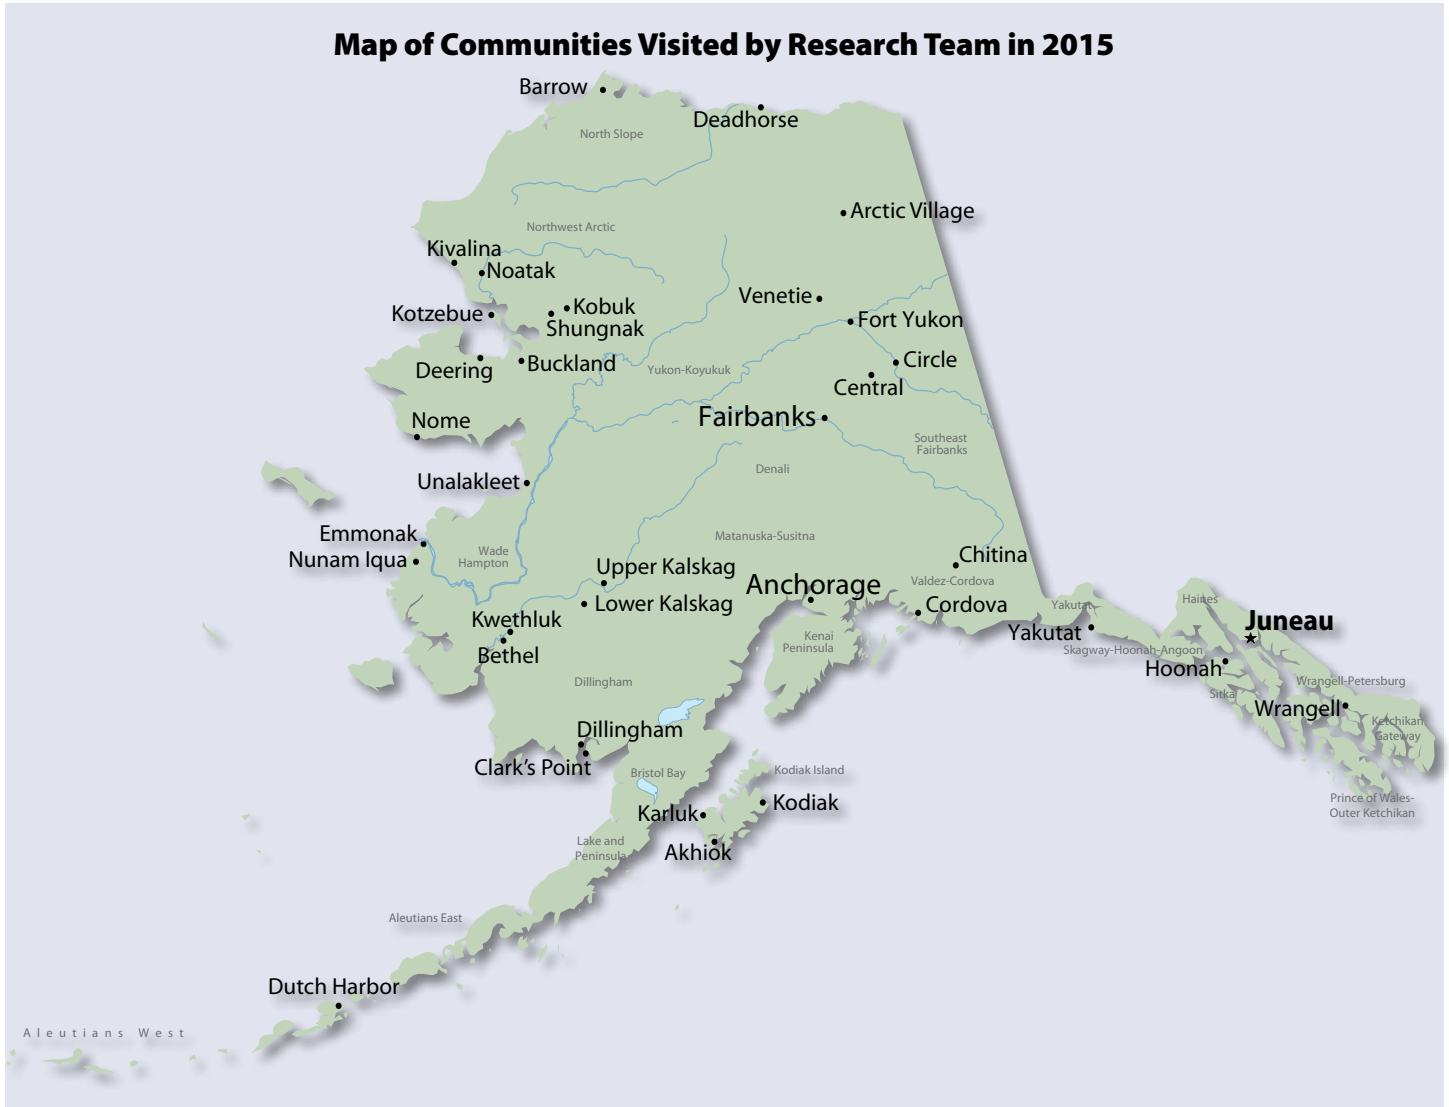 Map of Communities Visited by Research Team in 2015
Barrow
Deadhorse
North Slope
Arctic Village
Northwest Arctic
Kivalina
Noatak
Venetie
Kobuk
Kotzebue
Shungnak
Fort Yukon
Circle
Buckland
Deering
Yukon-Koyukuk
Central
Nome
Fairbanks
Southeast
Fairbanks
Denali
Unalakleet
Emmonak
Matanuska-Susitna
Wade
Hampton
Nunam Iqua
Chitina
Upper Kalskag
Anchorage
Valdez-Cordova
Lower Kalskag
Cordova
Yakutat
Haines
Kwethluk
Juneau
Yakutat
Kenai
Peninsula
Skagway-Hoonah-Angoon
Bethel
Hoonah
Dillingham
Wrangell-Petersburg
Sitka
Wrangell
Ketchikan
Gateway
Dillingham
Clark's Point
Bristol Bay
Kodiak Island
Kodiak
Prince of Wales-
Outer Ketchikan
Karluk
Lake and
Peninsula
Akhiok
Aleutians East
Dutch Harbor
Aleutians West